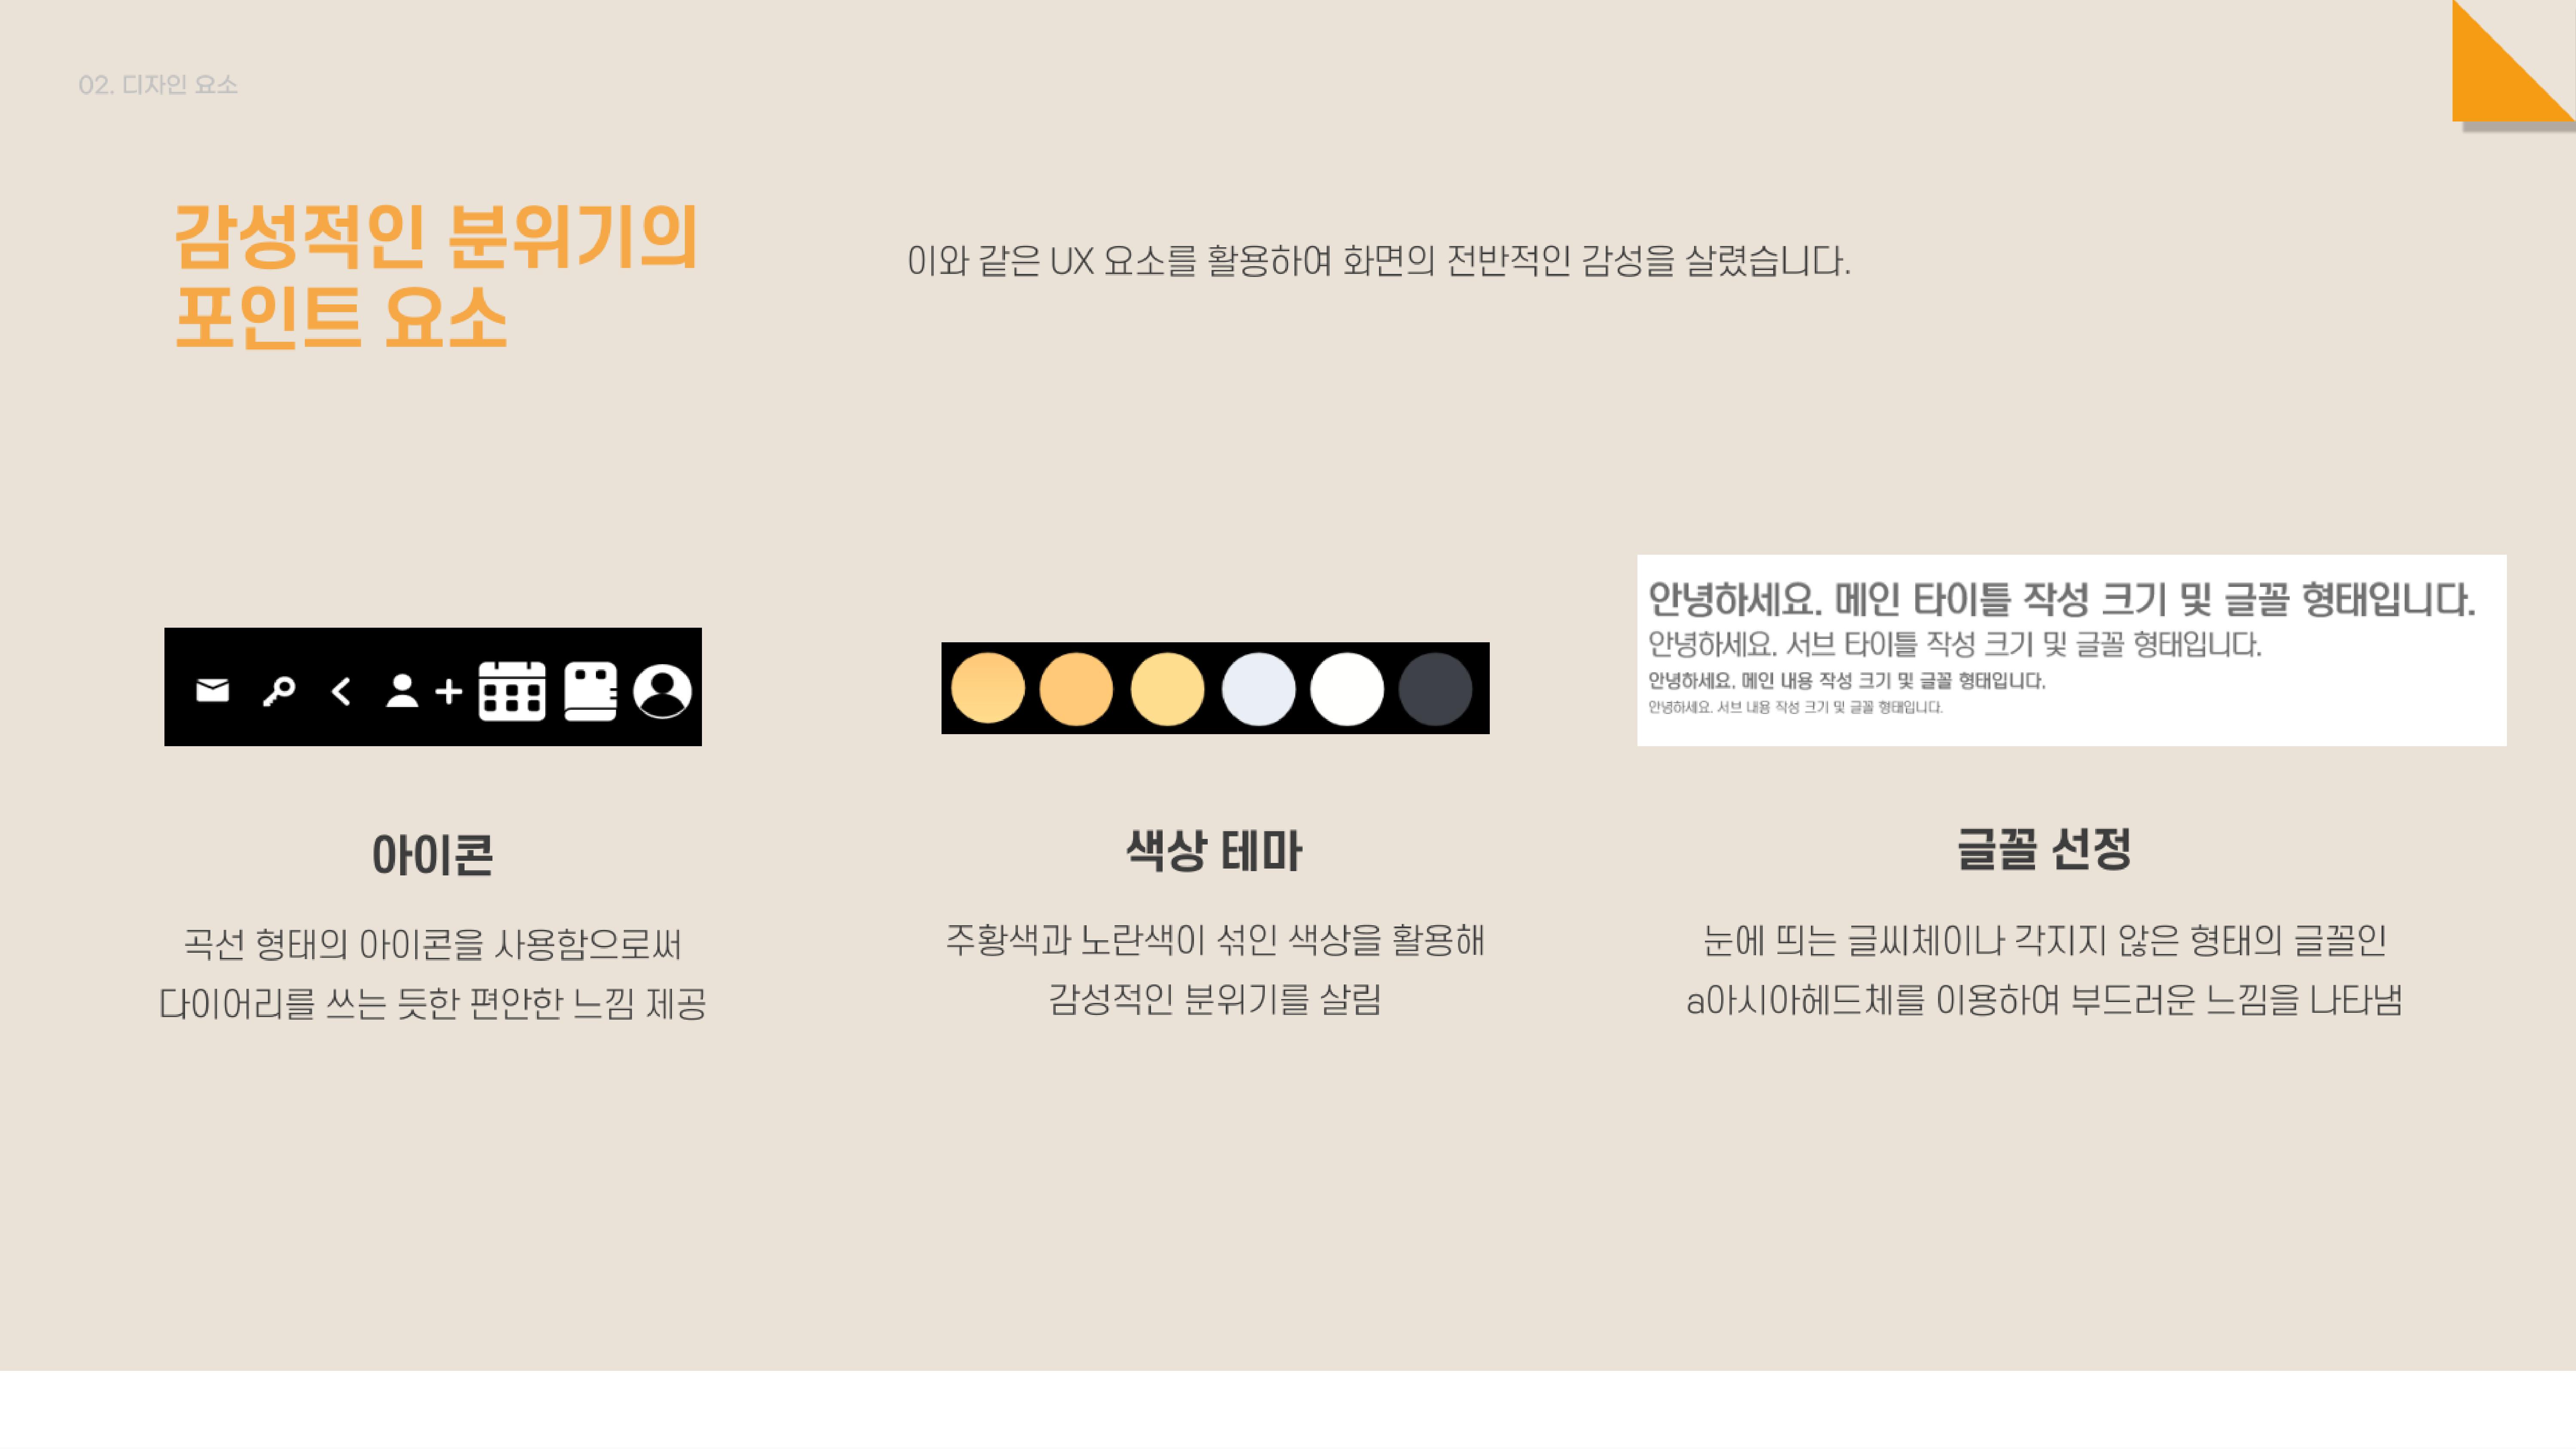 02. 디자인 요소
감성적인 분위기의
포인트 요소
이와 같은 UX 요소를 활용하여 화면의 전반적인 감성을 살렸습니다.
아이콘
곡선 형태의 아이콘을 사용함으로써
다이어리를 쓰는 듯한 편안한 느낌 제공
색상 테마
주황색과 노란색이 섞인 색상을 활용해
감성적인 분위기를 살림
안녕하세요. 메인 타이틀 작성 크기 및 글꼴 형태입니다.
안녕하세요. 서브 타이틀 작성 크기 및 글꼴 형태입니다.
안녕하세요. 메인 내용 작성 크기 및 글꼴 형태입니다.
안녕하세요. 서브 내용 작성 크기 및 글꼴 형태입니다.
글꼴 선정
눈에 띄는 글씨체이나 각지지 않은 형태의 글꼴인
a아시아헤드체를 이용하여 부드러운 느낌을 나타냄